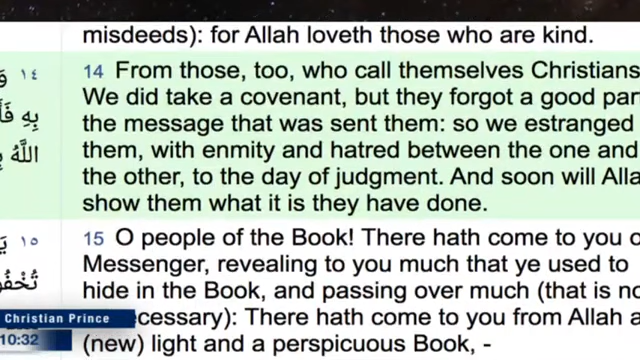 misdeeds): for Allah loveth those who are kind.
١٤
14 From those, too, who call themselves Christians
We did take a covenant, but they forgot a good par
بِهِ
the message that was sent them: so we estranged
them, with enmity and hatred between the one and
اللَّهُ
the other, to the day of judgment. And soon will Alla
show them what it is they have done.
١٥
15 O people of the Book! There hath come to you o
Messenger, revealing to you much that ye used to
hide in the Book, and passing over much (that is no
Christian Prince
ecessary): There hath come to you from Allah a
10:32
(new) light and a perspicuous Book, -